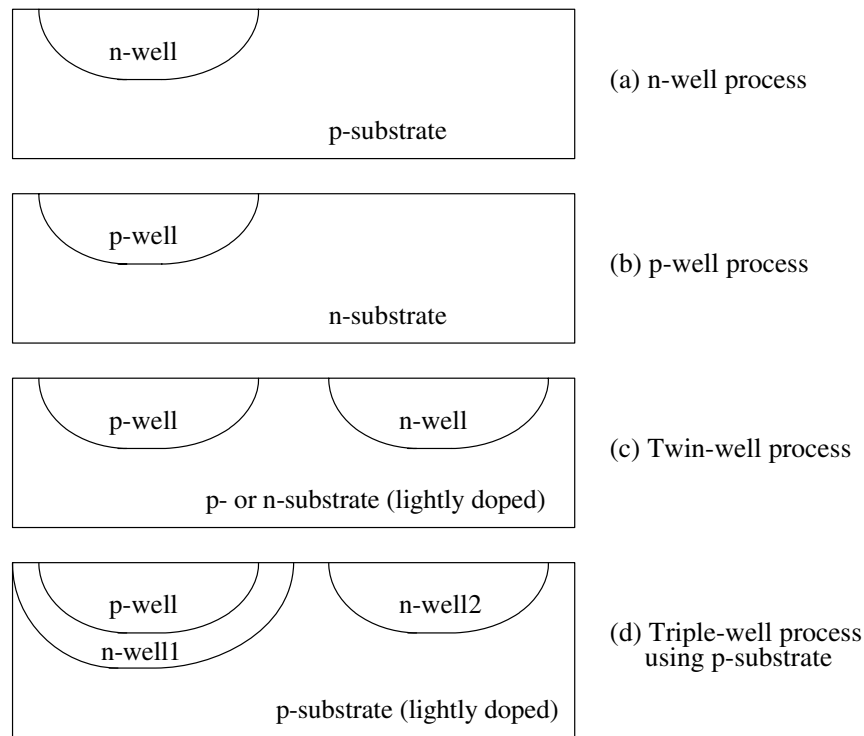 n-well
(a) n-well process
p-substrate
p-well
(b) p-well process
n-substrate
p-well
n-well
(c) Twin-well process
p- or n-substrate (lightly doped)
p-well
n-well2
n-well1
(d) Triple-well process
using p-substrate
p-substrate (lightly doped)